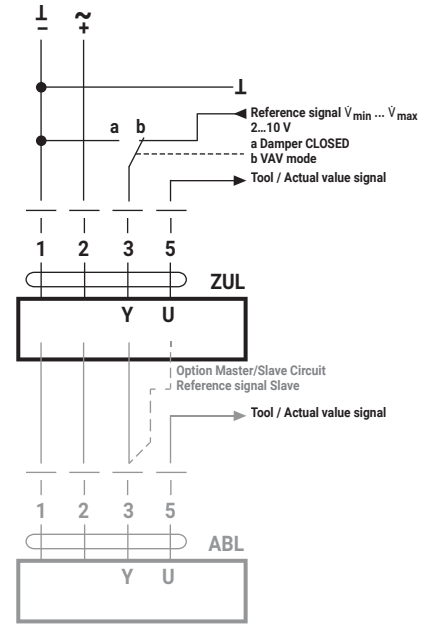 ⊥ ~
– +
⊥
a b
Reference signal V̇min ... V̇max
2...10 V
a Damper CLOSED
b VAV mode
Tool / Actual value signal
1 2 3 5
ZUL
Y U
Option Master/Slave Circuit
Reference signal Slave
Tool / Actual value signal
1 2 3 5
ABL
Y U